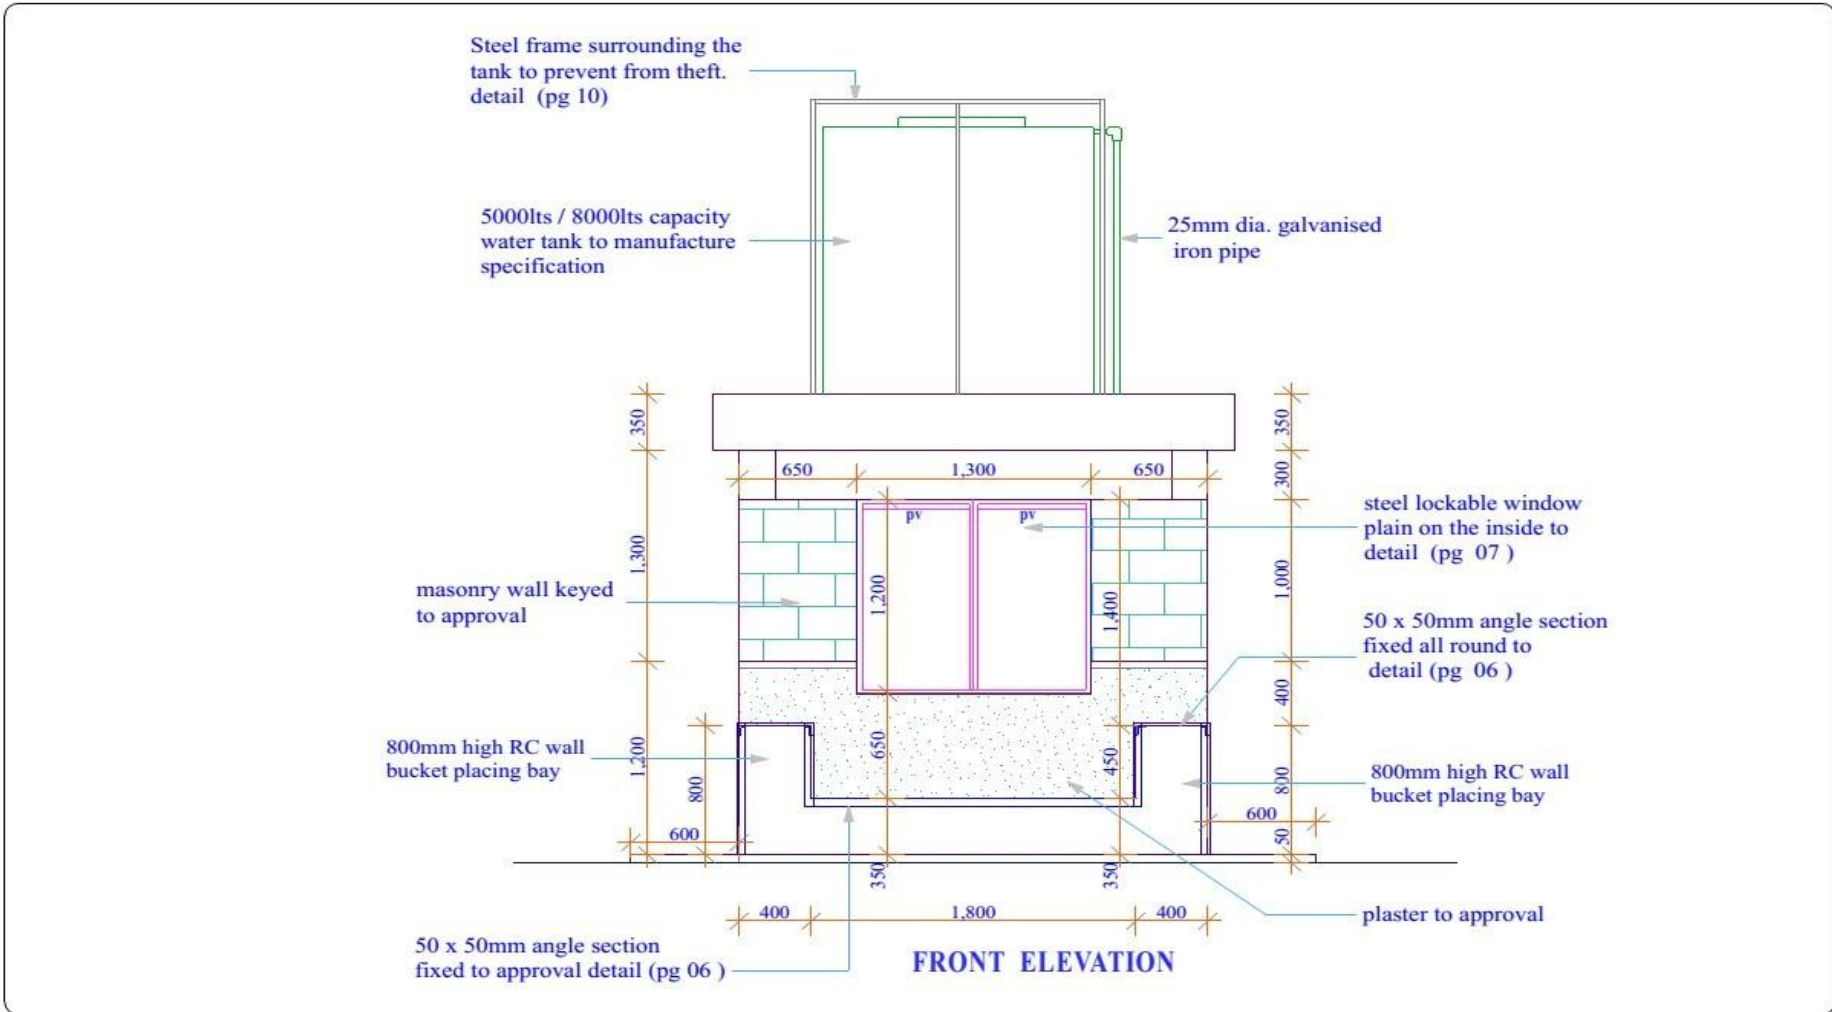 Steel frame surrounding the
tank to prevent from theft.
detail (pg 10)
5000lts / 8000lts capacity
water tank to manufacture
specification
25mm dia. galvanised
iron pipe
350
350
650
1,300
650
300
pv
pv
steel lockable window
plain on the inside to
detail (pg 07 )
1,300
1,200
1,400
1,000
masonry wall keyed
to approval
50 x 50mm angle section
fixed all round to
detail (pg 06 )
400
800mm high RC wall
bucket placing bay
1,200
800
650
450
800
800mm high RC wall
bucket placing bay
600
600
50
350
350
400
1,800
400
plaster to approval
50 x 50mm angle section
fixed to approval detail (pg 06 )
FRONT ELEVATION